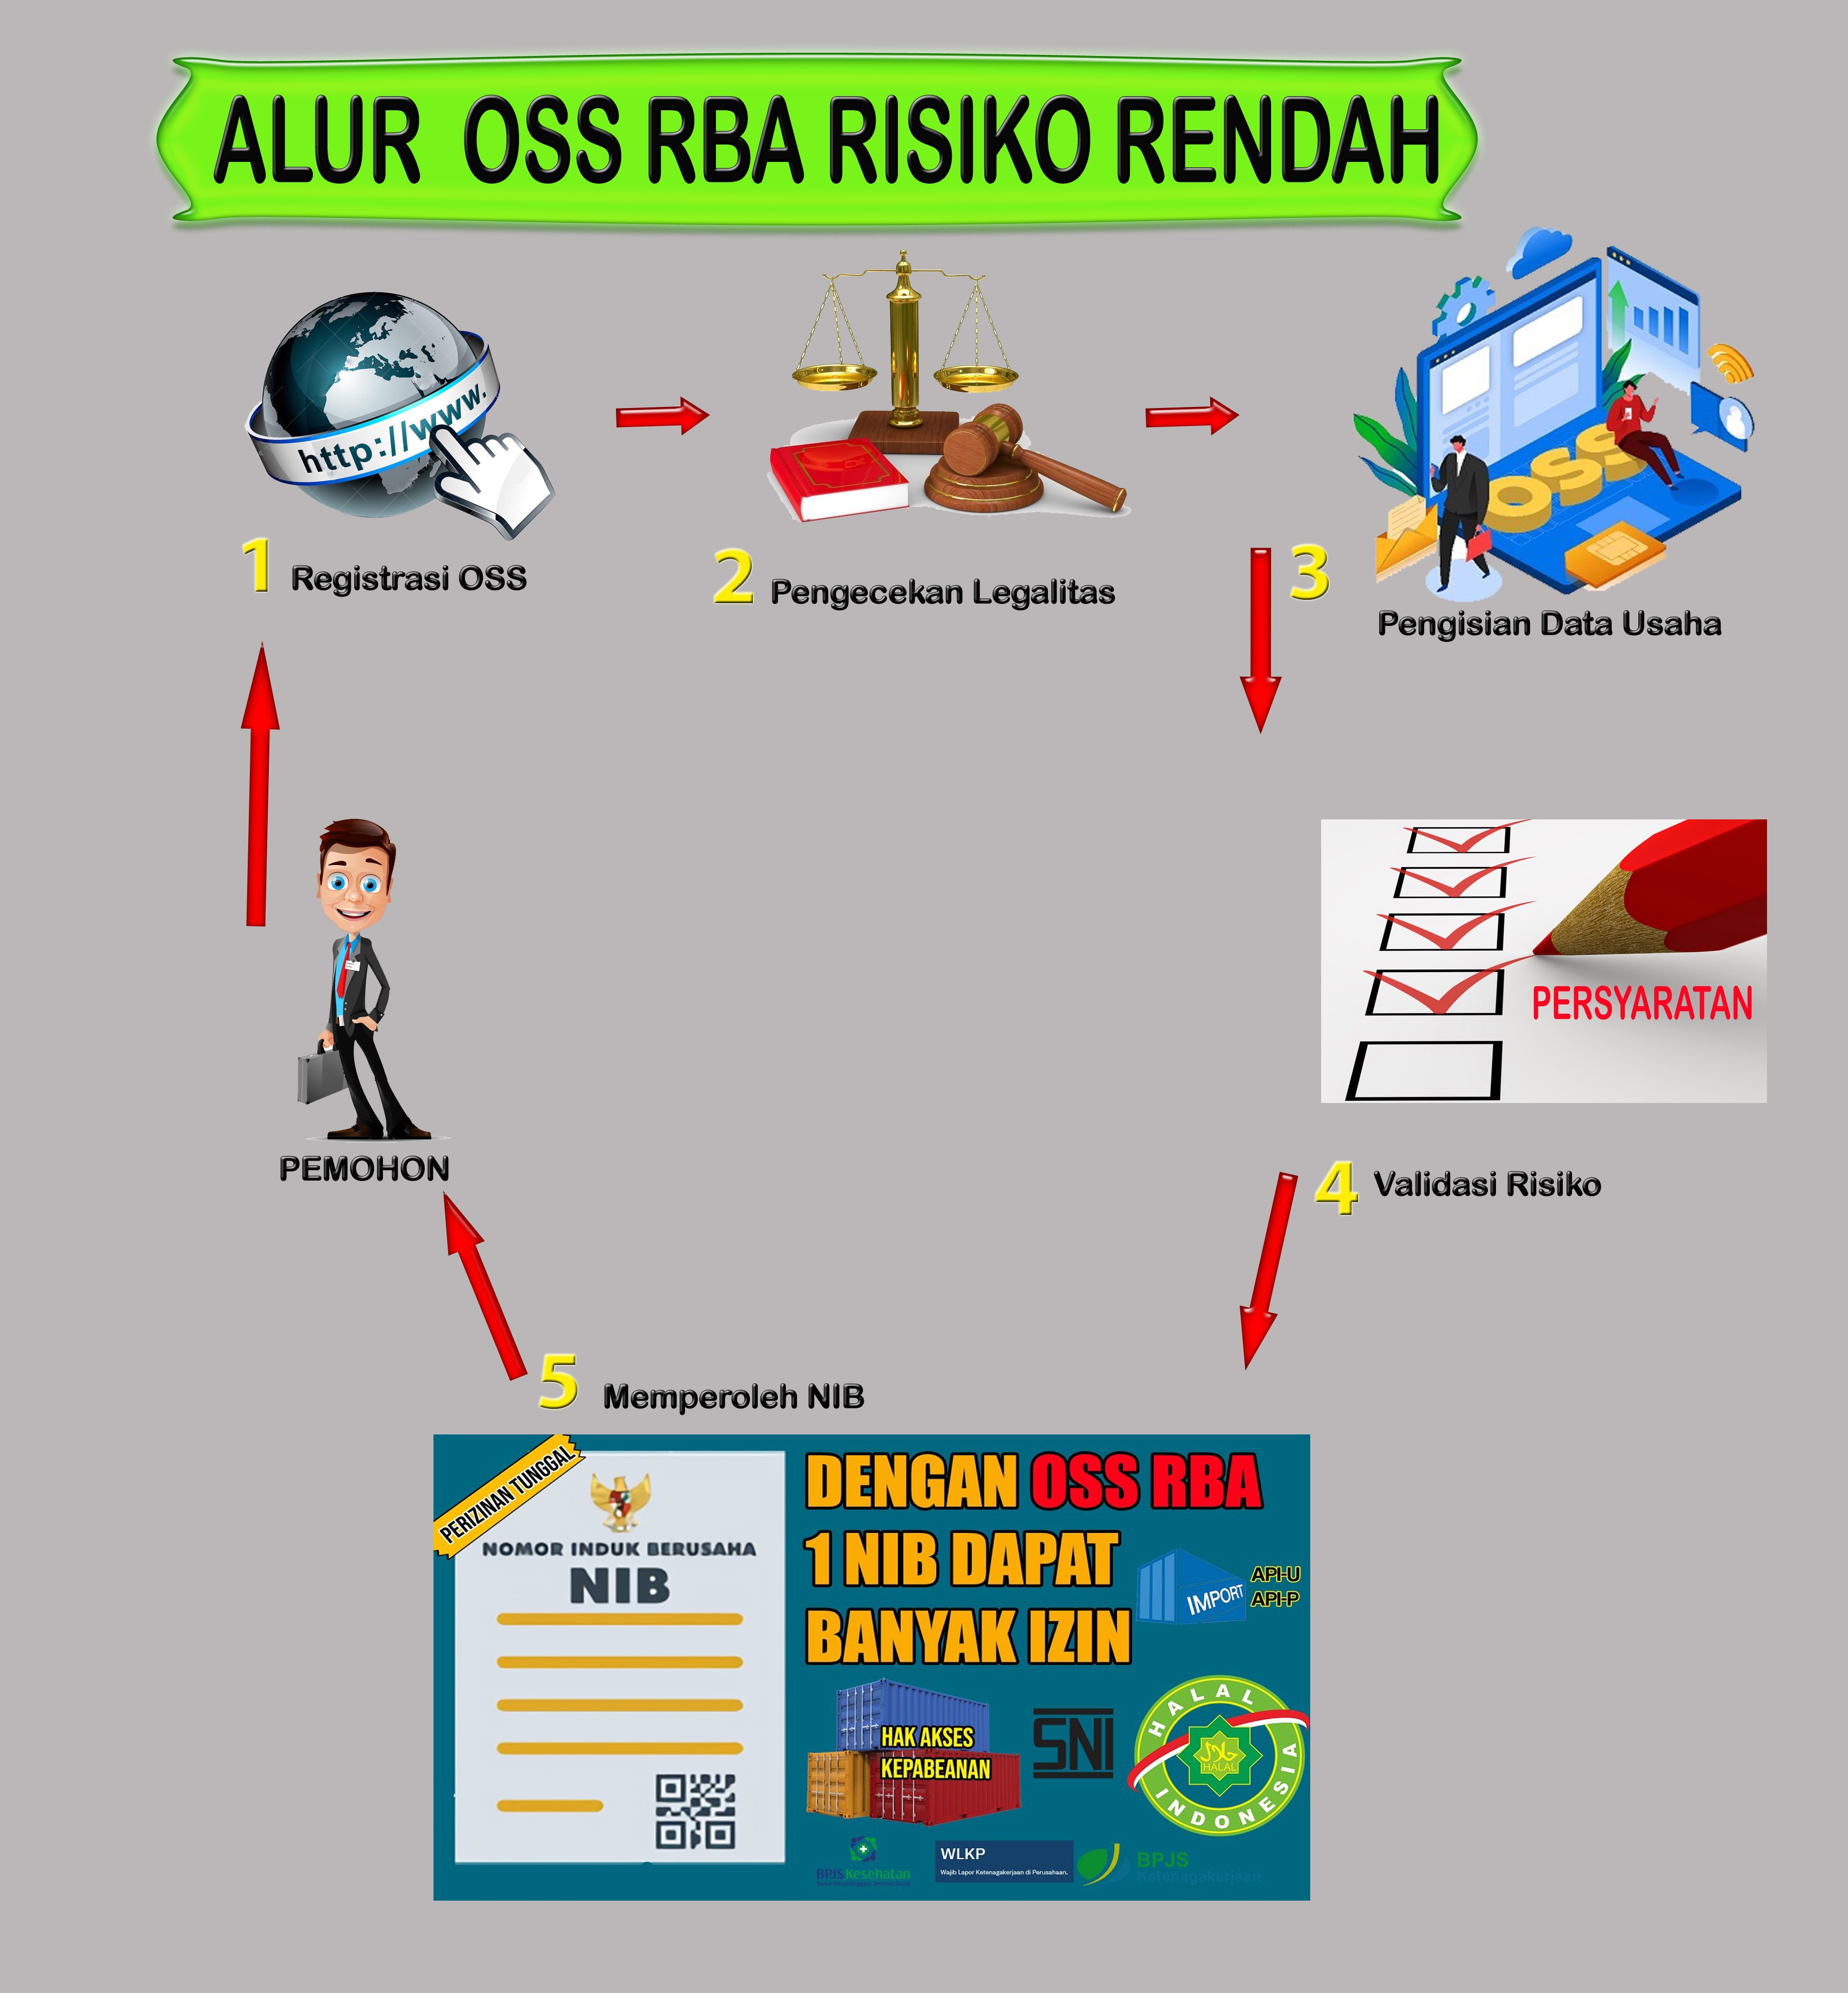 ALUR OSS RBA RISIKO RENDAH
http://www.
OSS
1 Registrasi OSS
2 Pengecekan Legalitas
3 Pengisian Data Usaha
PERSYARATAN
PEMOHON
4 Validasi Risiko
5 Memperoleh NIB
PERIZINAN TUNGGAL
NOMOR INDUK BERUSAHA
NIB
DENGAN OSS RBA
1 NIB DAPAT
BANYAK IZIN
IMPORT
API-U
API-P
HAK AKSES
KEPABEANAN
SNI
HALAL
حلال
HALAL
INDONESIA
BPJS Kesehatan
WLKP
Wajib Lapor Ketenagakerjaan di Perusahaan.
BPJS
Ketenagakerjaan